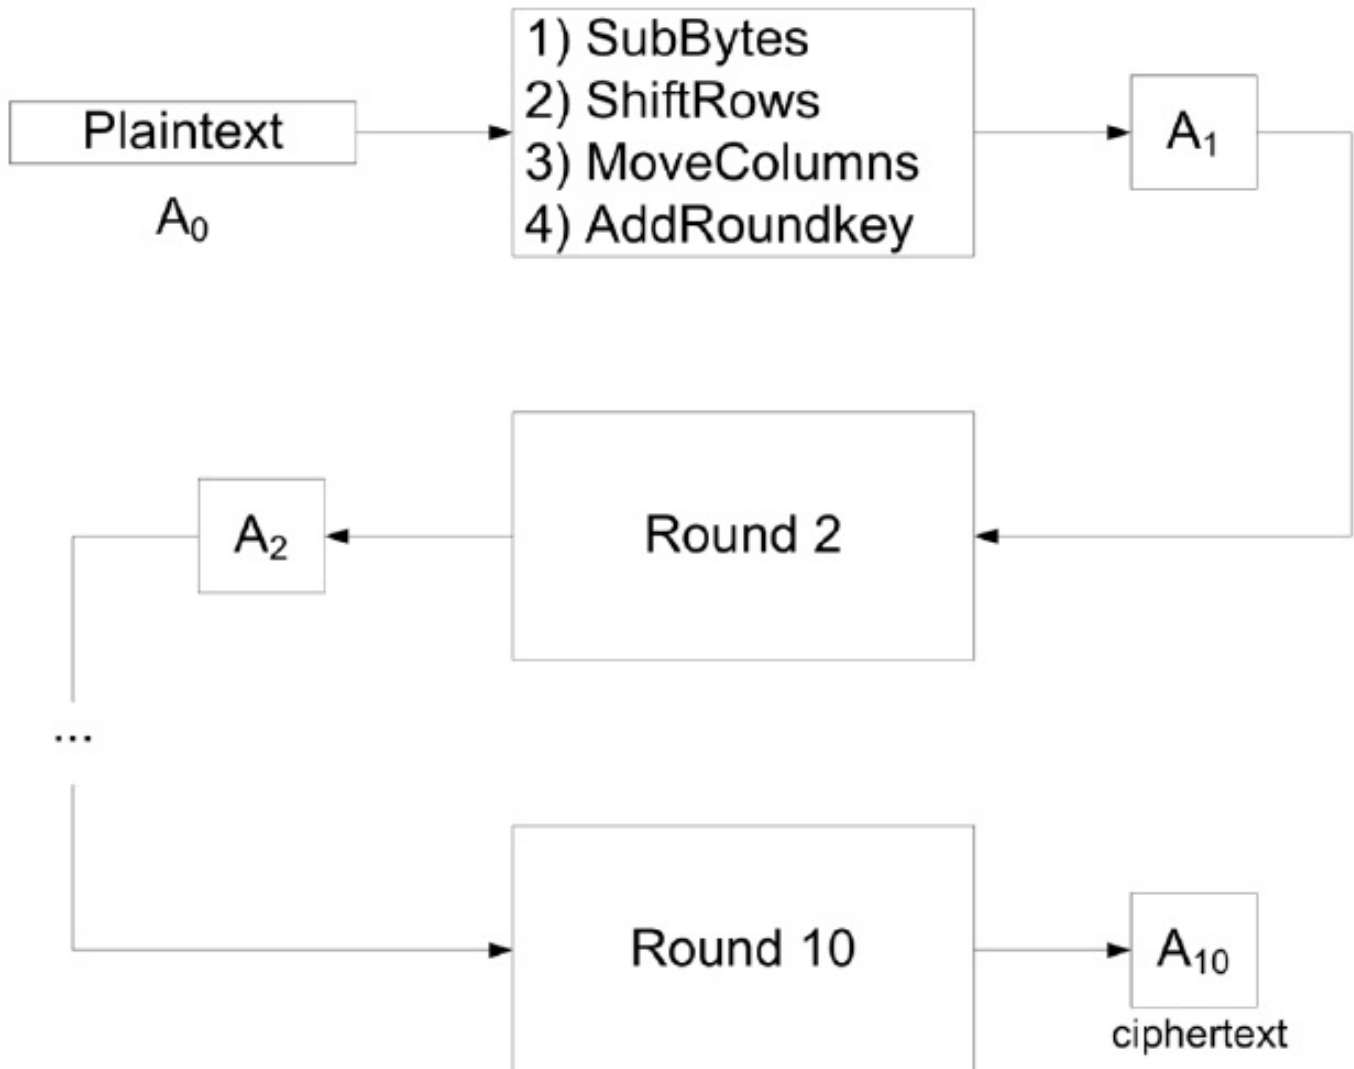 Plaintext
A₀
1) SubBytes
2) ShiftRows
3) MoveColumns
4) AddRoundkey
A₁
Round 2
A₂
...
Round 10
A₁₀
ciphertext